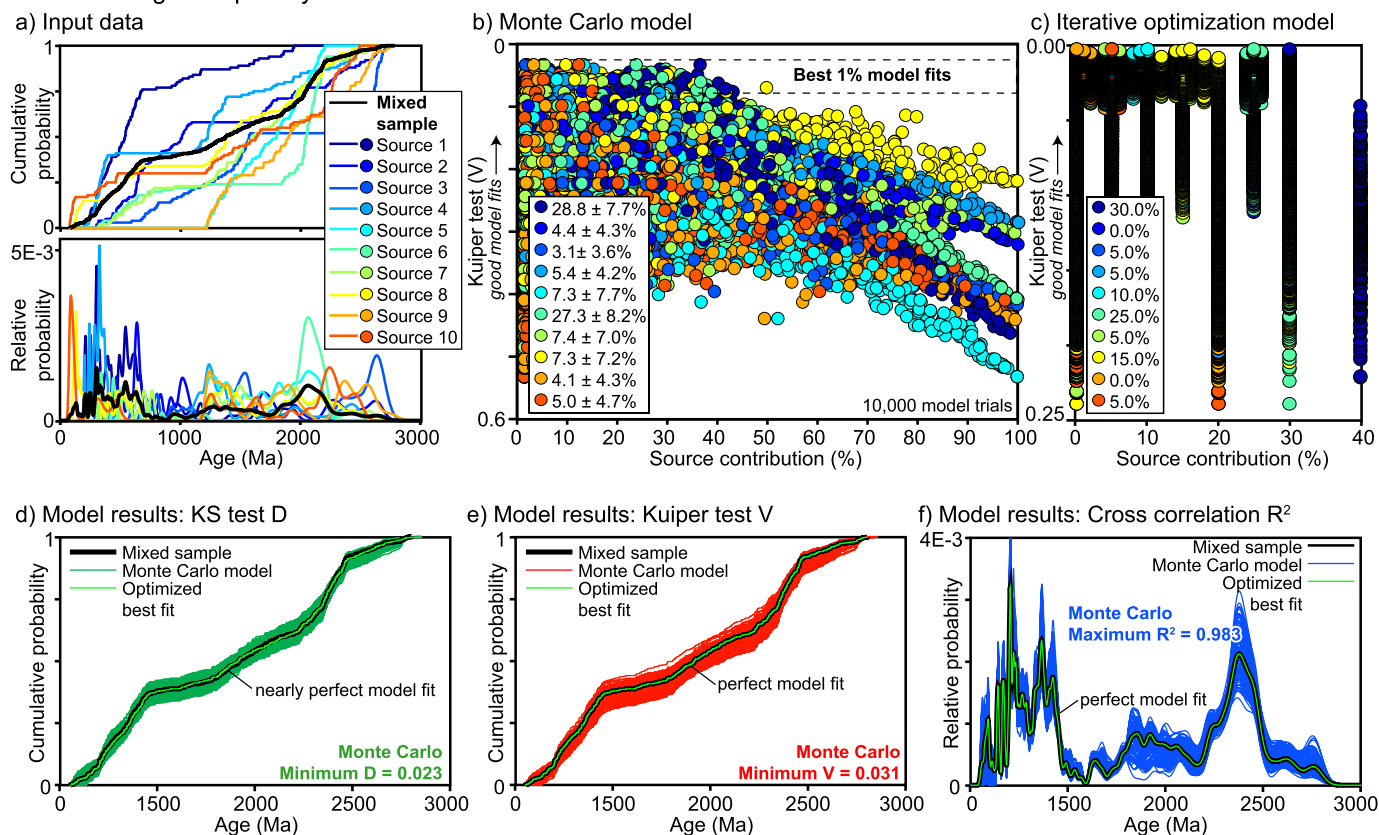 a) Input data
1
Cumulative
probability
0
5E-3
Relative
probability
0
0
1000
2000
3000
Age (Ma)
Mixed
sample
Source 1
Source 2
Source 3
Source 4
Source 5
Source 6
Source 7
Source 8
Source 9
Source 10
b) Monte Carlo model
0
Kuiper test (V)
good model fits
0.6
Best 1% model fits
28.8 ± 7.7%
4.4 ± 4.3%
3.1± 3.6%
5.4 ± 4.2%
7.3 ± 7.7%
27.3 ± 8.2%
7.4 ± 7.0%
7.3 ± 7.2%
4.1 ± 4.3%
5.0 ± 4.7%
10,000 model trials
0
10
20
30
40
50
60
70
80
90
100
Source contribution (%)
c) Iterative optimization model
0.00
Kuiper test (V)
good model fits
0.25
30.0%
0.0%
5.0%
5.0%
10.0%
25.0%
5.0%
15.0%
0.0%
5.0%
0
10
20
30
40
Source contribution (%)
d) Model results: KS test D
1
Cumulative probability
0
Mixed sample
Monte Carlo model
Optimized
best fit
nearly perfect model fit
Monte Carlo
Minimum D = 0.023
0
1500
2000
2500
3000
Age (Ma)
e) Model results: Kuiper test V
1
Cumulative probability
0
Mixed sample
Monte Carlo model
Optimized
best fit
perfect model fit
Monte Carlo
Minimum V = 0.031
0
1500
2000
2500
3000
Age (Ma)
f) Model results: Cross correlation R²
4E-3
Relative probability
0
Mixed sample
Monte Carlo model
Optimized
best fit
Monte Carlo
Maximum R² = 0.983
perfect model fit
0
1500
2000
2500
3000
Age (Ma)